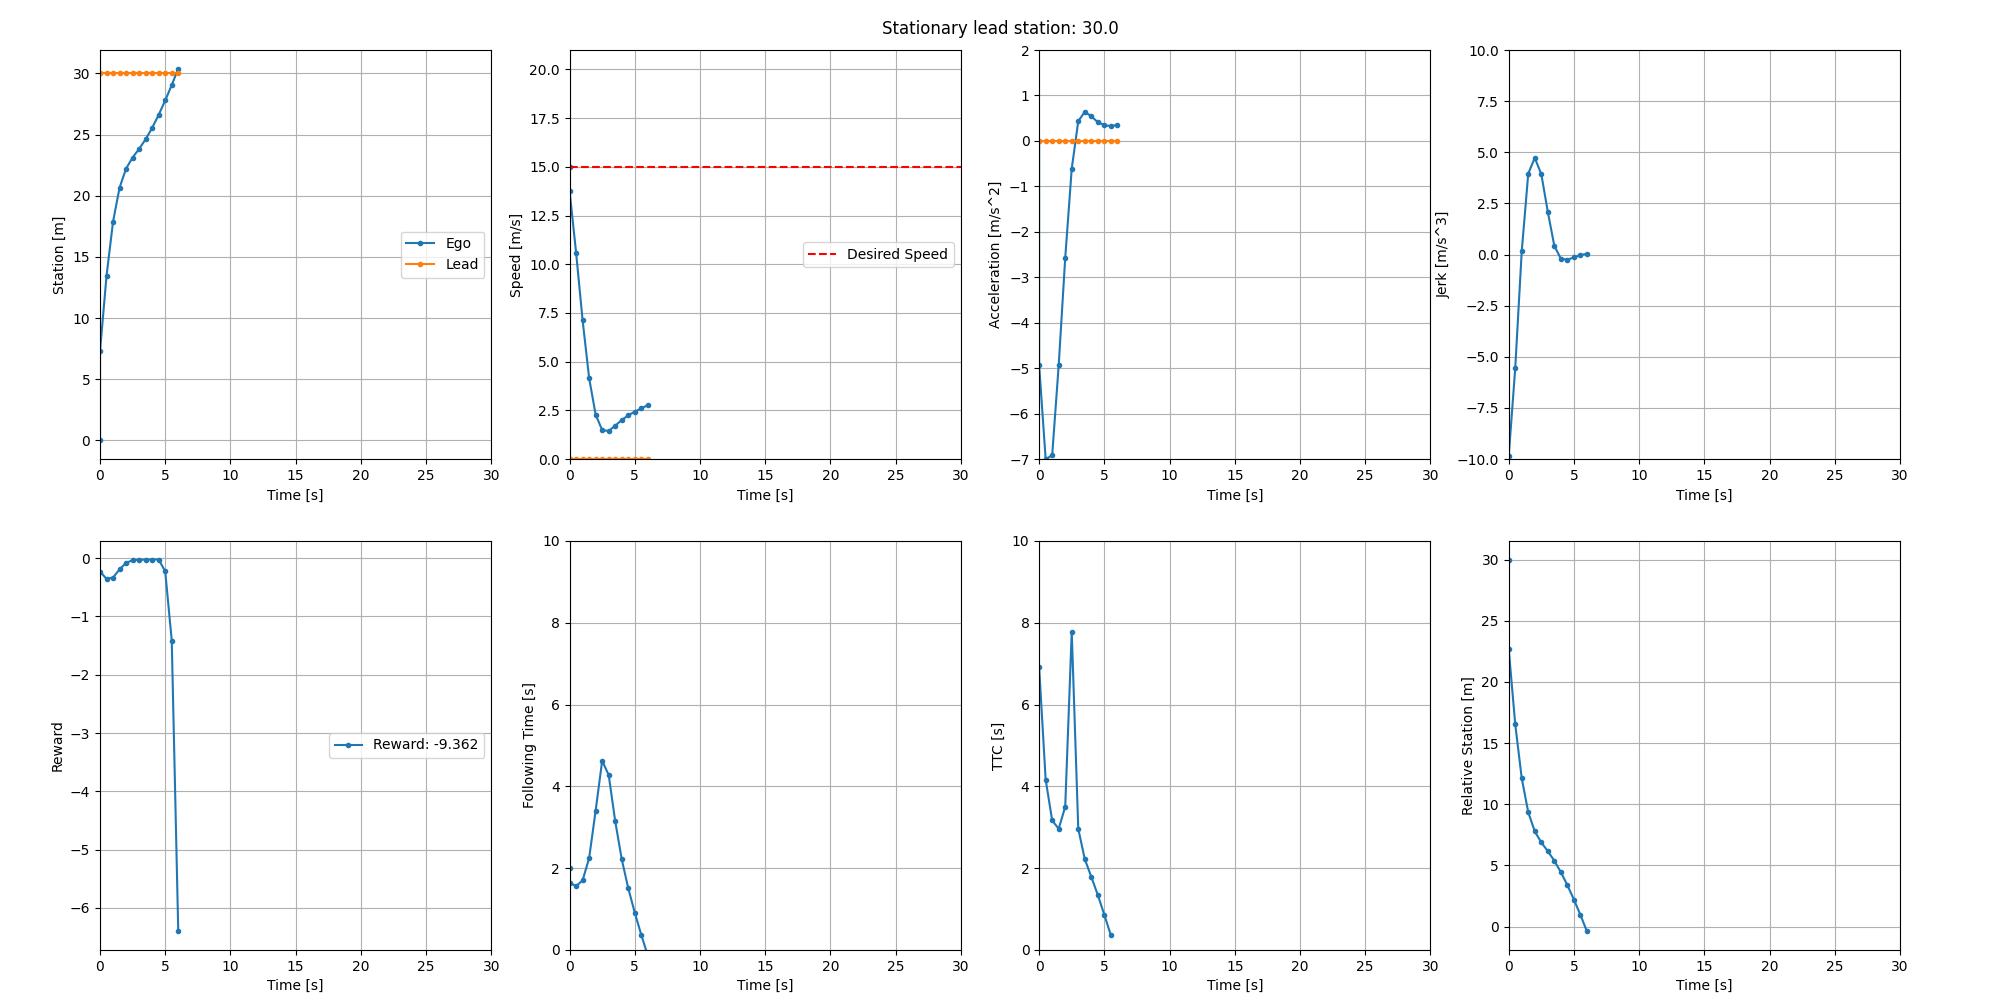 Stationary lead station: 30.0
Station [m]
30
25
20
15
10
5
0
Ego
Lead
0 5 10 15 20 25 30
Time [s]
Speed [m/s]
20.0
17.5
15.0
12.5
10.0
7.5
5.0
2.5
0.0
Desired Speed
0 5 10 15 20 25 30
Time [s]
Acceleration [m/s^2]
2
1
0
−1
−2
−3
−4
−5
−6
−7
0 5 10 15 20 25 30
Time [s]
Jerk [m/s^3]
10.0
7.5
5.0
2.5
0.0
−2.5
−5.0
−7.5
−10.0
0 5 10 15 20 25 30
Time [s]
Reward
0
−1
−2
−3
−4
−5
−6
Reward: -9.362
0 5 10 15 20 25 30
Time [s]
Following Time [s]
10
8
6
4
2
0
0 5 10 15 20 25 30
Time [s]
TTC [s]
10
8
6
4
2
0
0 5 10 15 20 25 30
Time [s]
Relative Station [m]
30
25
20
15
10
5
0
0 5 10 15 20 25 30
Time [s]